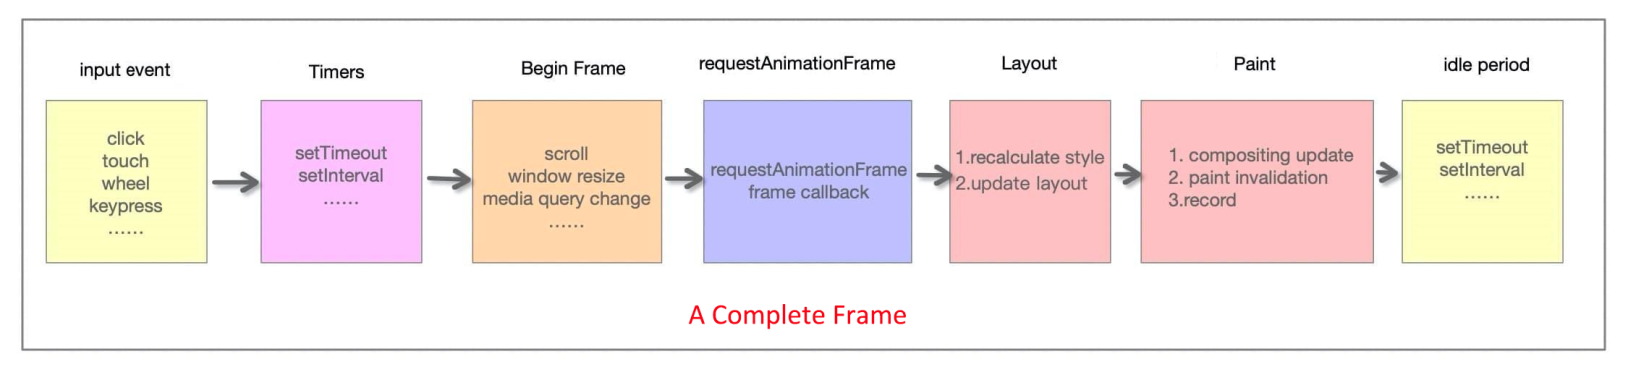 input event
click
touch
wheel
keypress
......
Timers
setTimeout
setInterval
......
Begin Frame
scroll
window resize
media query change
......
requestAnimationFrame
requestAnimationFrame
frame callback
Layout
1.recalculate style
2.update layout
Paint
1. compositing update
2. paint invalidation
3.record
idle period
setTimeout
setInterval
......
A Complete Frame